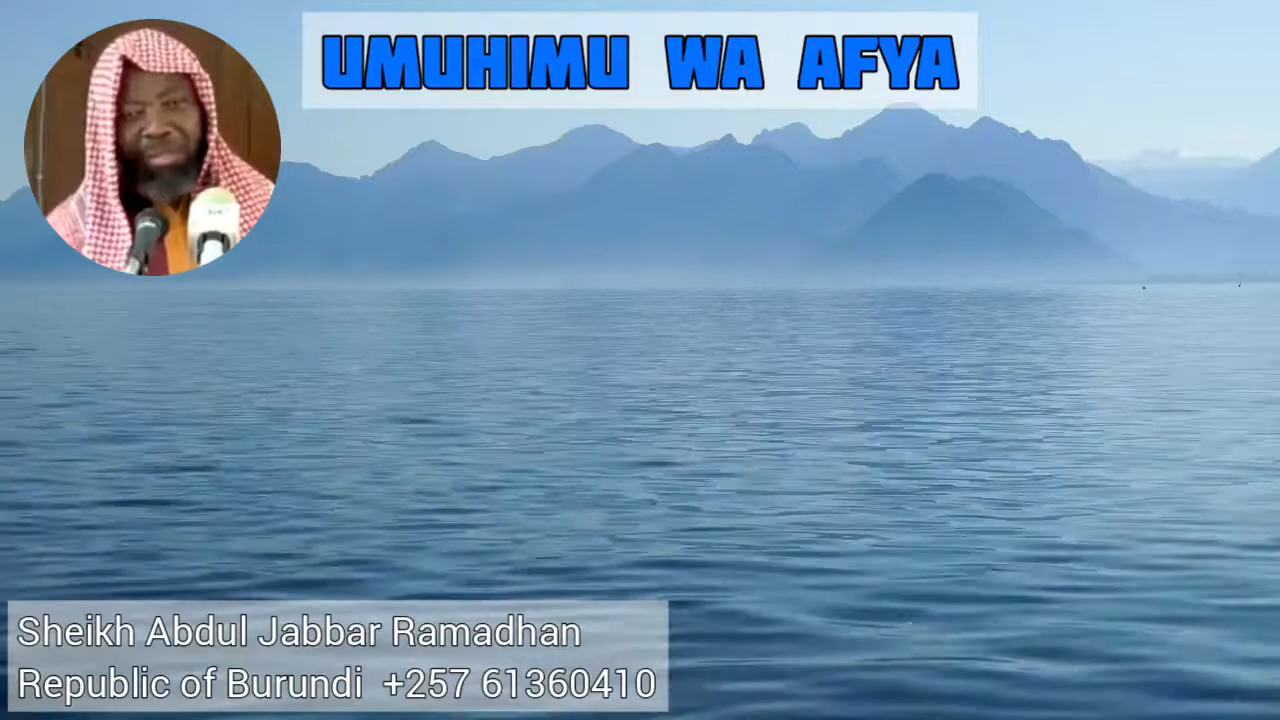 UMUHIMU WA AFYA
Sheikh Abdul Jabbar Ramadhan
Republic of Burundi +257 61360410